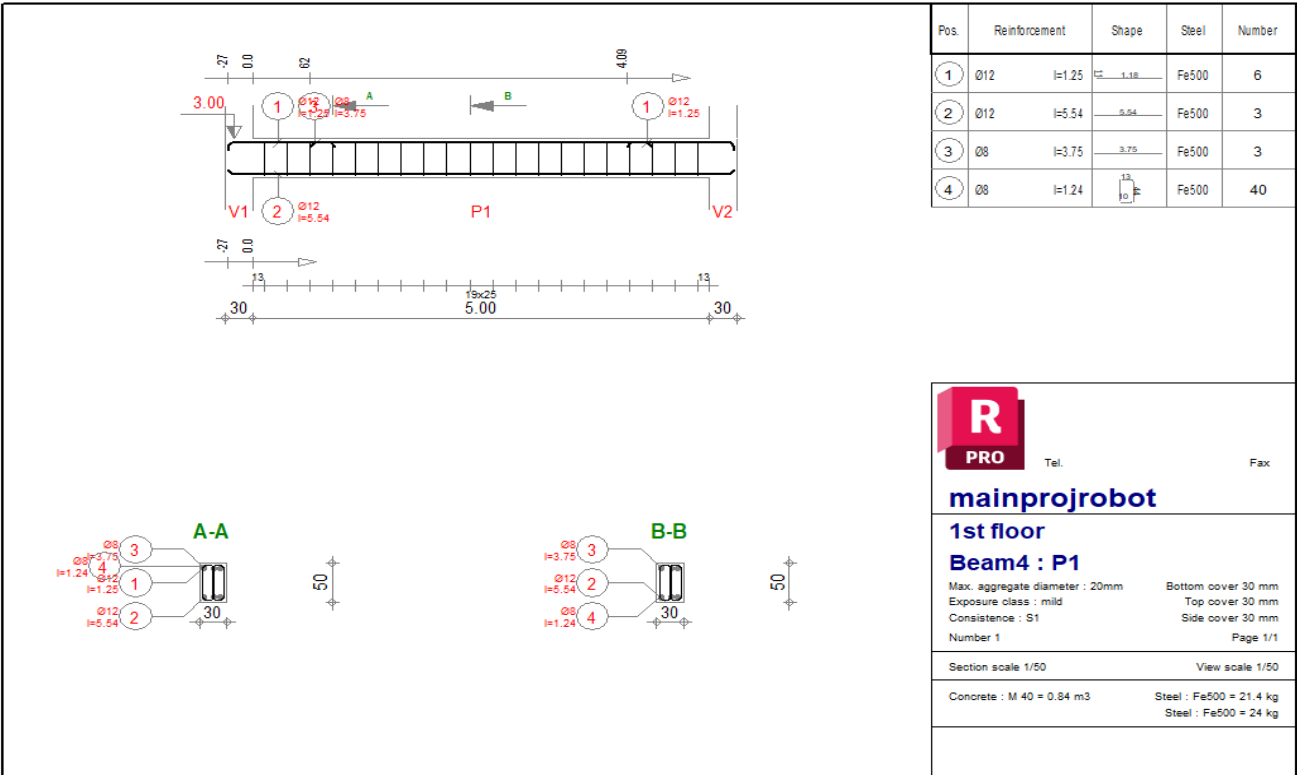 -27 0.0 62 4.09
3.00
1 Ø12 l=1.25
3 Ø8 l=3.75
A
B
1 Ø12 l=1.25
2 Ø12 l=5.54
V1 P1 V2
-27 0.0
13 13
19x25
30 5.00 30
A-A
Ø8 l=3.75 3
Ø8 l=1.24 4
Ø12 l=1.25 1
Ø12 l=5.54 2
50
30
B-B
Ø8 l=3.75 3
Ø12 l=5.54 2
Ø8 l=1.24 4
50
30
Pos. Reinforcement Shape Steel Number
1 Ø12 l=1.25 1.18 Fe500 6
2 Ø12 l=5.54 5.54 Fe500 3
3 Ø8 l=3.75 3.75 Fe500 3
4 Ø8 l=1.24 13 10 Fe500 40
R
PRO
Tel. Fax
mainprojrobot
1st floor
Beam4 : P1
Max. aggregate diameter : 20mm Bottom cover 30 mm
Exposure class : mild Top cover 30 mm
Consistence : S1 Side cover 30 mm
Number 1 Page 1/1
Section scale 1/50 View scale 1/50
Concrete : M 40 = 0.84 m3 Steel : Fe500 = 21.4 kg
Steel : Fe500 = 24 kg